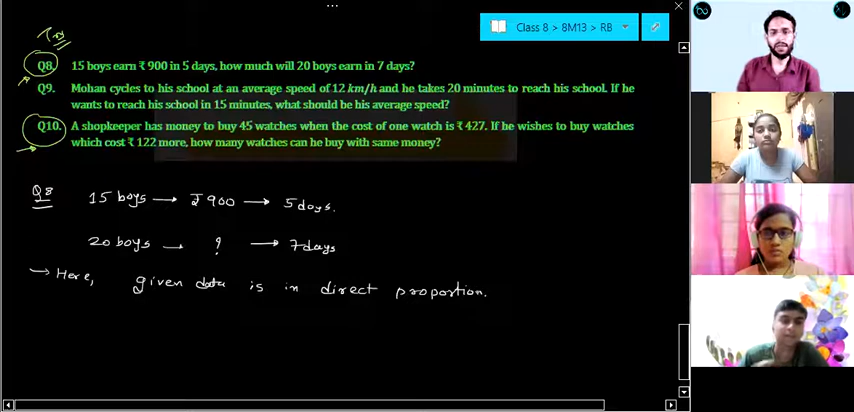 Class 8 > 8M13 > RB
Try
Q8. 15 boys earn ₹ 900 in 5 days, how much will 20 boys earn in 7 days?
Q9. Mohan cycles to his school at an average speed of 12 km/h and he takes 20 minutes to reach his school. If he
wants to reach his school in 15 minutes, what should be his average speed?
Q10. A shopkeeper has money to buy 45 watches when the cost of one watch is ₹ 427. If he wishes to buy watches
which cost ₹ 122 more, how many watches can he buy with same money?
Q8 15 boys → ₹900 → 5 days.
20 boys → ? → 7 days
→ Here, given data is in direct proportion.